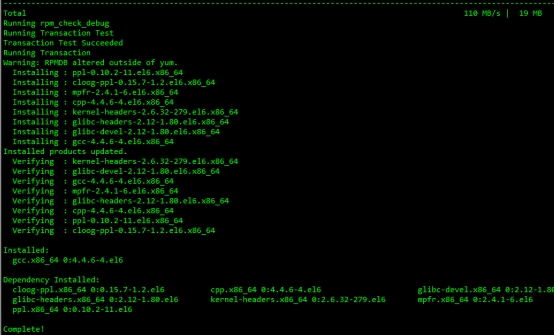 Total 110 MB/s | 19 MB
Running rpm_check_debug
Running Transaction Test
Transaction Test Succeeded
Running Transaction
Warning: RPMDB altered outside of yum.
Installing : ppl-0.10.2-11.el6.x86_64
Installing : cloog-ppl-0.15.7-1.2.el6.x86_64
Installing : mpfr-2.4.1-6.el6.x86_64
Installing : cpp-4.4.6-4.el6.x86_64
Installing : kernel-headers-2.6.32-279.el6.x86_64
Installing : glibc-headers-2.12-1.80.el6.x86_64
Installing : glibc-devel-2.12-1.80.el6.x86_64
Installing : gcc-4.4.6-4.el6.x86_64
Installed products updated.
Verifying : kernel-headers-2.6.32-279.el6.x86_64
Verifying : glibc-devel-2.12-1.80.el6.x86_64
Verifying : gcc-4.4.6-4.el6.x86_64
Verifying : mpfr-2.4.1-6.el6.x86_64
Verifying : glibc-headers-2.12-1.80.el6.x86_64
Verifying : cpp-4.4.6-4.el6.x86_64
Verifying : ppl-0.10.2-11.el6.x86_64
Verifying : cloog-ppl-0.15.7-1.2.el6.x86_64
Installed:
gcc.x86_64 0:4.4.6-4.el6
Dependency Installed:
cloog-ppl.x86_64 0:0.15.7-1.2.el6 cpp.x86_64 0:4.4.6-4.el6 glibc-devel.x86_64 0:2.12-1.80
glibc-headers.x86_64 0:2.12-1.80.el6 kernel-headers.x86_64 0:2.6.32-279.el6 mpfr.x86_64 0:2.4.1-6.el6
ppl.x86_64 0:0.10.2-11.el6
Complete!